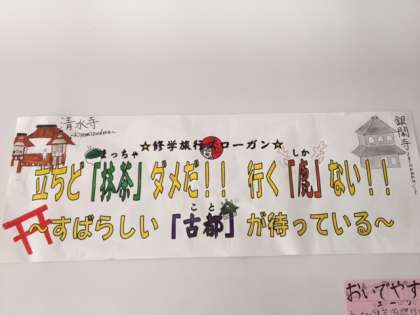 清水寺
~kiyomizudera~
銀閣寺
☆修学旅行スローガン☆
まっちゃ しか
立ちど「抹茶」ダメだ!! 行く「鹿」ない!!
こと
〜すばらしい「古都」が待っている〜
おいでやす